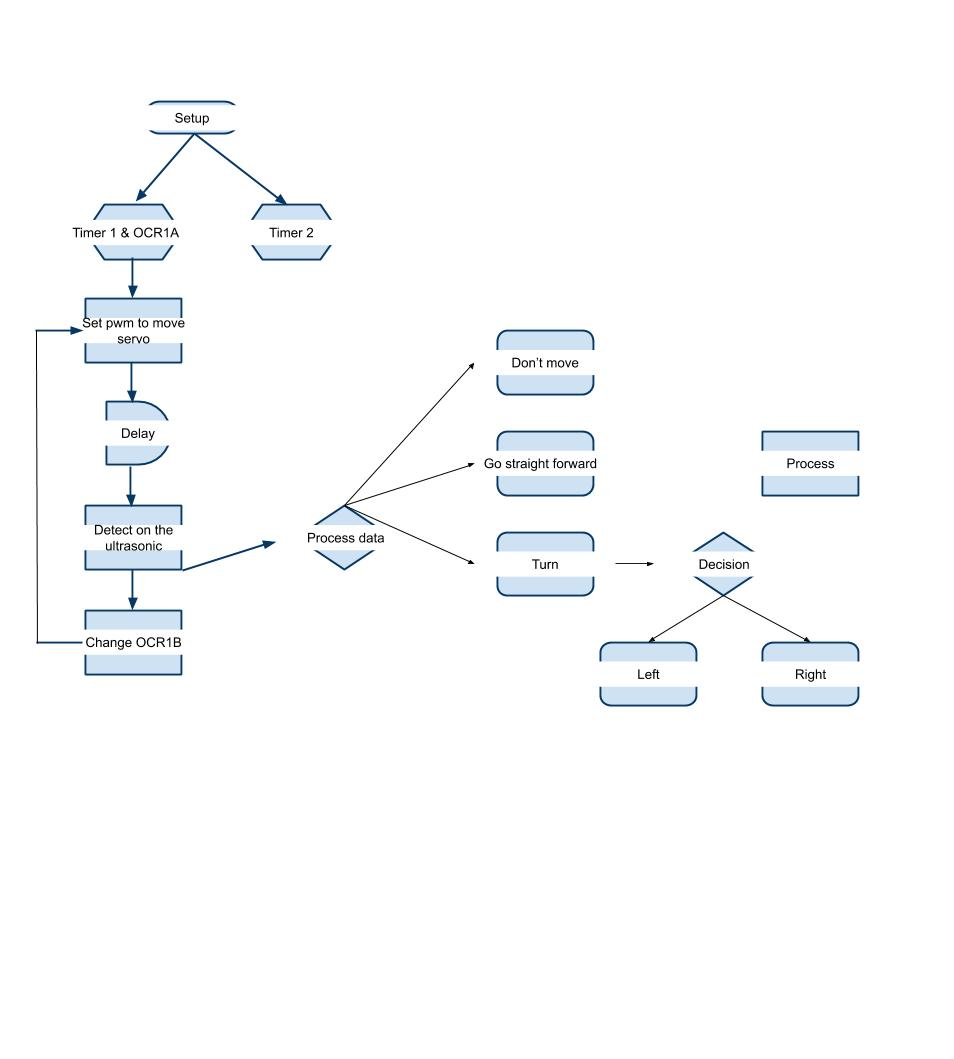 Setup
Timer 1 & OCR1A
Timer 2
Set pwm to move
servo
Don't move
Delay
Go straight forward
Process
Detect on the
ultrasonic
Process data
Turn
Decision
Change OCR1B
Left
Right